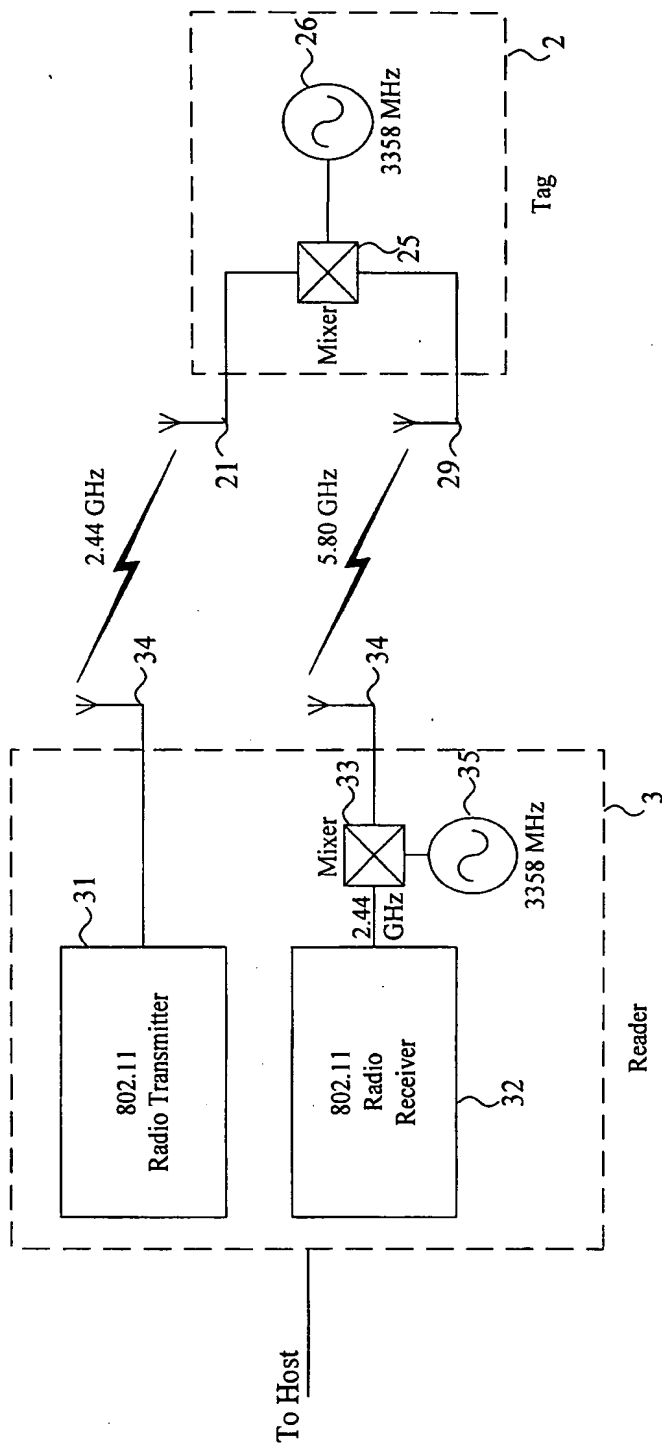 To Host
3
Reader
31
802.11
Radio Transmitter
32
802.11
Radio
Receiver
2.44
GHz
Mixer
33
35
3358 MHz
34
34
2.44 GHz
5.80 GHz
21
29
Mixer
25
26
3358 MHz
Tag
2